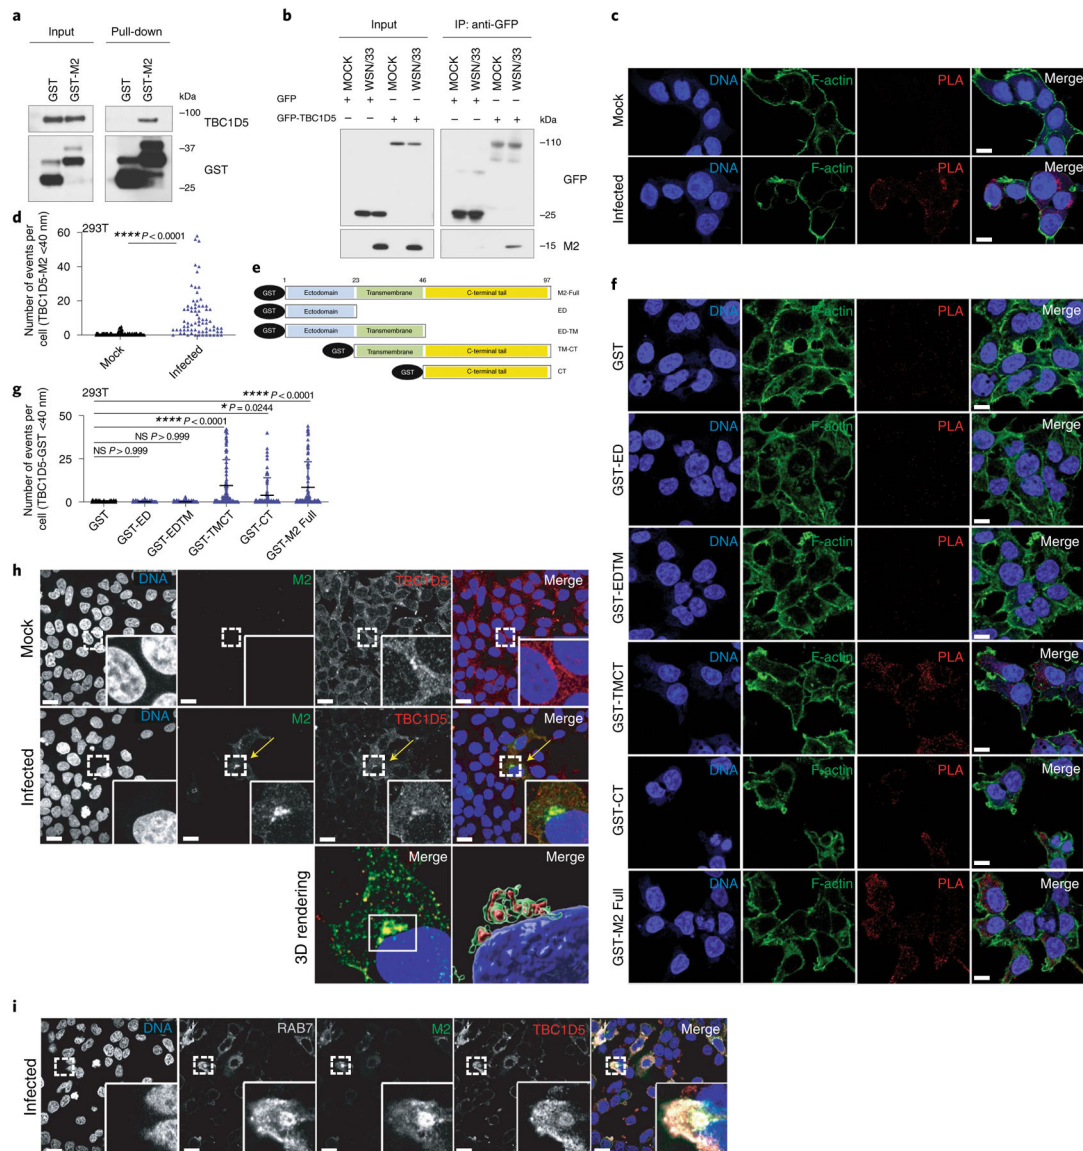 a
Input
Pull-down
GST
GST-M2
GST
GST-M2
kDa
–100
TBC1D5
–37
GST
–25
b
Input
IP: anti-GFP
MOCK
WSN/33
MOCK
WSN/33
MOCK
WSN/33
MOCK
WSN/33
GFP + + – – + + – –
GFP-TBC1D5 – – + + – – + +
kDa
–110
GFP
–25
–15
M2
c
Mock
DNA
F-actin
PLA
Merge
Infected
DNA
F-actin
PLA
Merge
d
293T
**** P < 0.0001
Number of events per
cell (TBC1D5-M2 <40 nm)
60
40
20
0
Mock
Infected
e
1 23 46 97
GST Ectodomain Transmembrane C-terminal tail M2-Full
GST Ectodomain ED
GST Ectodomain Transmembrane ED-TM
GST Transmembrane C-terminal tail TM-CT
GST C-terminal tail CT
f
GST
DNA
F-actin
PLA
Merge
GST-ED
DNA
F-actin
PLA
Merge
GST-EDTM
DNA
F-actin
PLA
Merge
GST-TMCT
DNA
F-actin
PLA
Merge
GST-CT
DNA
F-actin
PLA
Merge
GST-M2 Full
DNA
F-actin
PLA
Merge
g
293T
**** P < 0.0001
* P = 0.0244
**** P < 0.0001
NS P > 0.999
NS P > 0.999
Number of events per
cell (TBC1D5-GST <40 nm)
50
25
0
GST
GST-ED
GST-EDTM
GST-TMCT
GST-CT
GST-M2 Full
h
Mock
DNA
M2
TBC1D5
Merge
Infected
DNA
M2
TBC1D5
Merge
3D rendering
Merge
i
Infected
DNA
RAB7
M2
TBC1D5
Merge